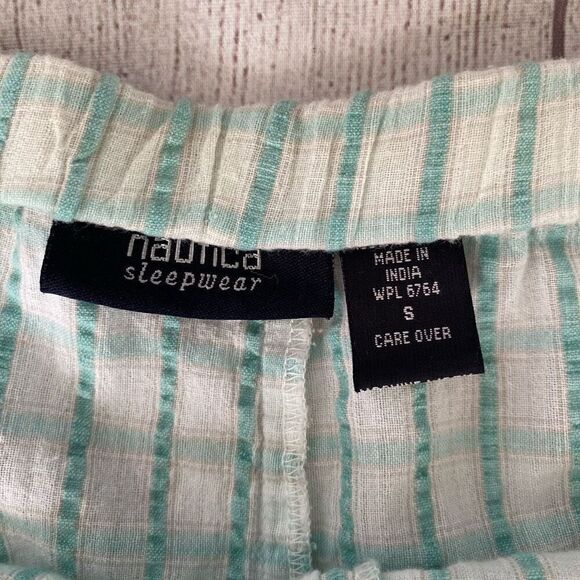 nautica
sleepwear
MADE IN
INDIA
WPL 6764
S
CARE OVER